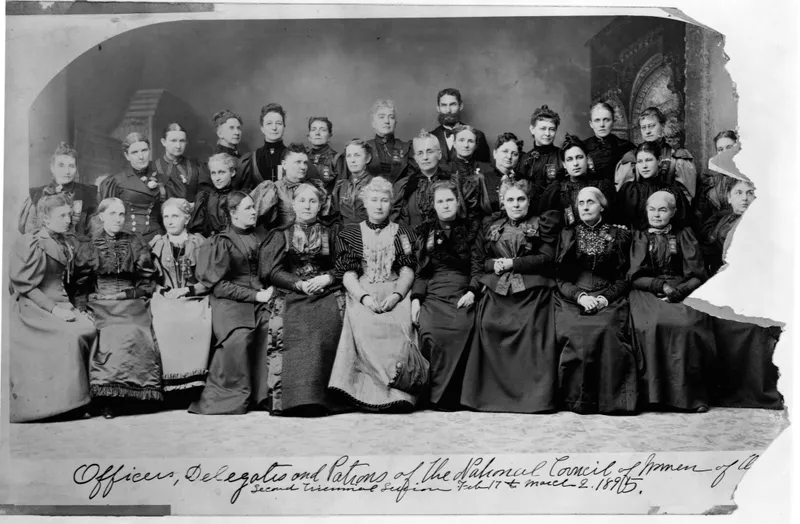 Officers, Delegates and Patrons of the National Council of Women of
Second Triennial Session Feb 17 to March 2. 1895.